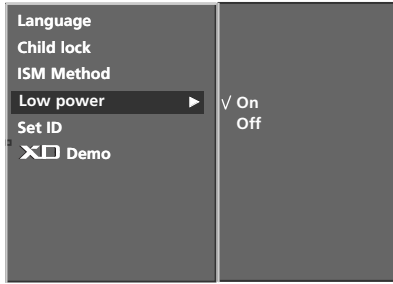 Language
Child lock
ISM Method
Low power ▶
Set ID
XD Demo
√ On
Off